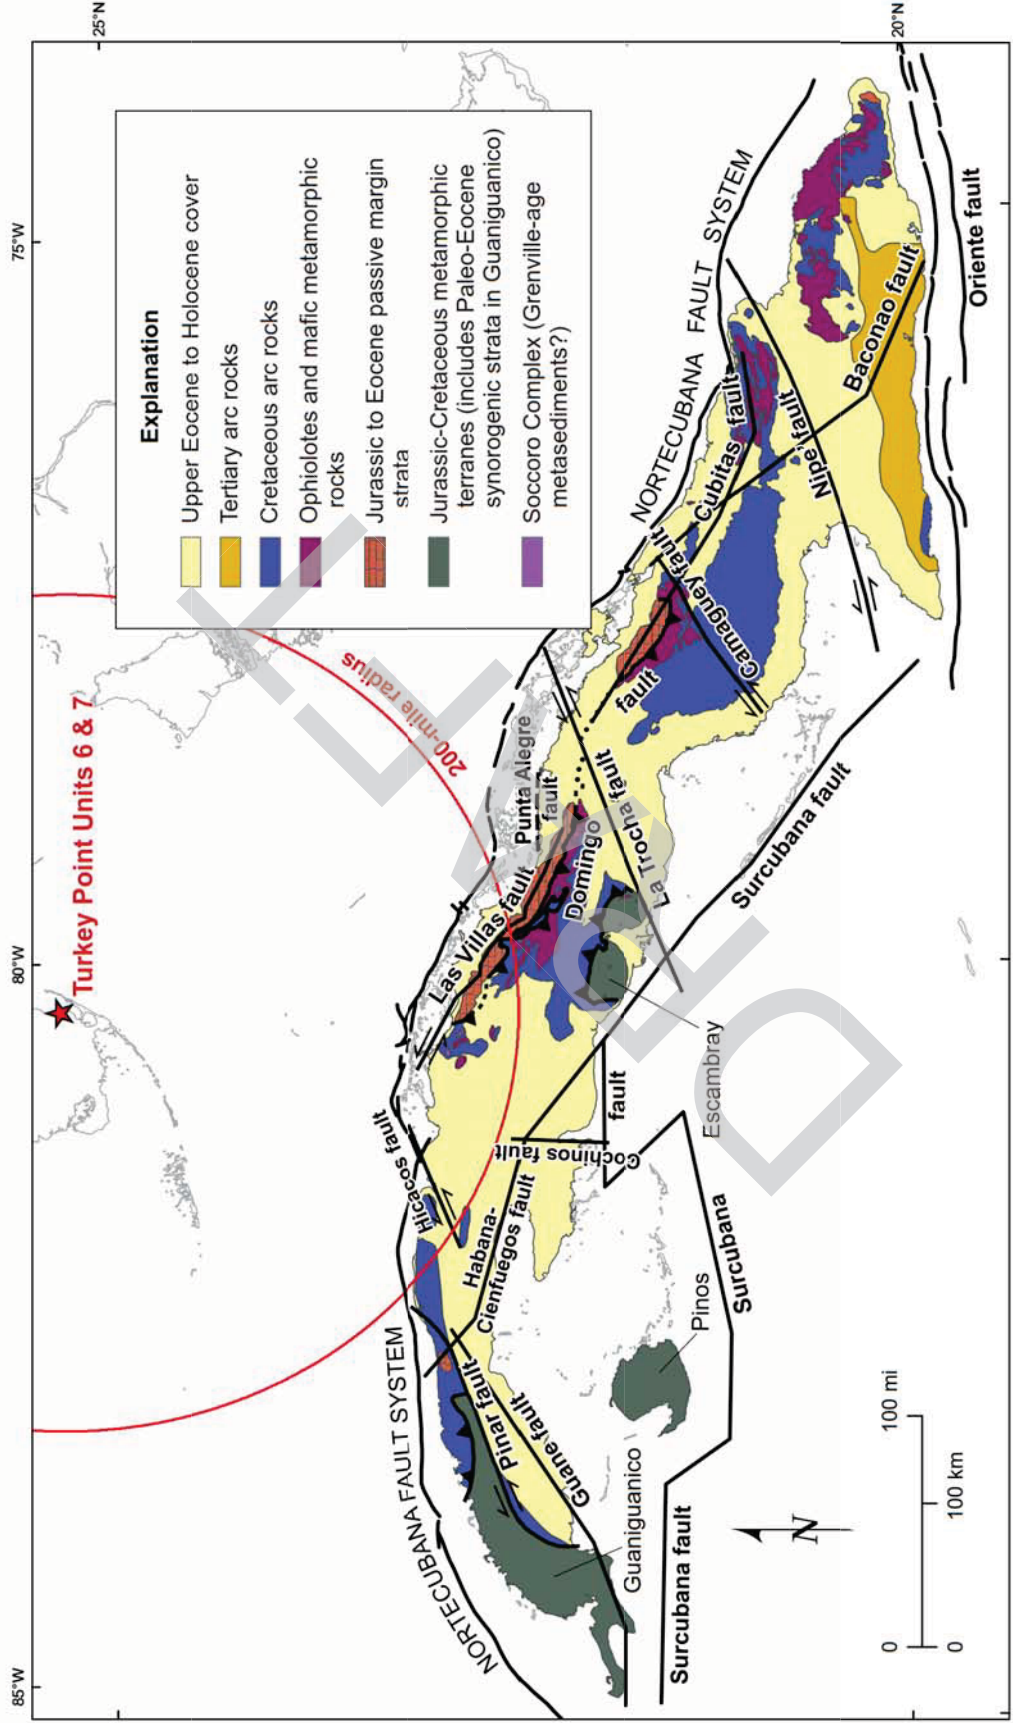 85°W
80°W
75°W
25°N
20°N
Turkey Point Units 6 & 7
200-mile radius
Explanation
Upper Eocene to Holocene cover
Tertiary arc rocks
Cretaceous arc rocks
Ophiolotes and mafic metamorphic
rocks
Jurassic to Eocene passive margin
strata
Jurassic-Cretaceous metamorphic
terranes (includes Paleo-Eocene
synorogenic strata in Guaniguanico)
Soccoro Complex (Grenville-age
metasediments??)
NORTECUBANA FAULT SYSTEM
NORTECUBANA FAULT SYSTEM
Hicacos fault
Las Villas fault
Punta Alegre
fault
Domingo
fault
La Trocha fault
Camaguey fault
Cubitas fault
Nipe fault
Baconao fault
Oriente fault
Habana-
Cienfuegos fault
Cochinos fault
Pinar fault
Guane fault
Guaniguanico
Pinos
Escambray
Surcubana fault
Surcubana
fault
Surcubana fault
N
0
100 mi
0
100 km
DRAFT